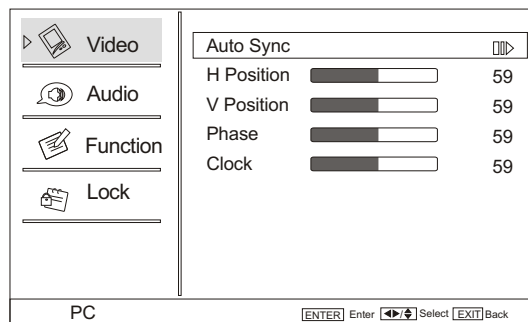 Video
Audio
Function
Lock
Auto Sync
H Position 59
V Position 59
Phase 59
Clock 59
PC
ENTER Enter Select EXIT Back